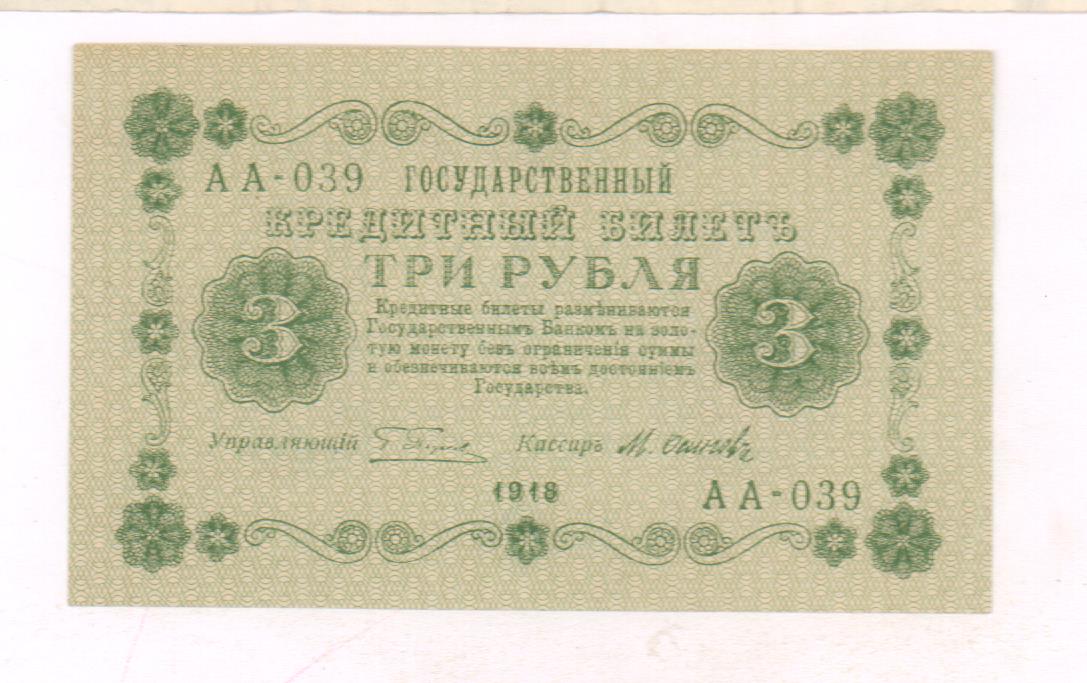 АА-039 ГОСУДАРСТВЕННЫЙ
КРЕДИТНЫЙ БИЛЕТЪ
ТРИ РУБЛЯ
3 3
Кредитные билеты размѣниваются
Государственнымъ Банкомъ на золо-
тую монету безъ ограниченія суммы
и обезпечиваются всѣмъ достояніемъ
Государства.
Управляющій Кассиръ
1918 АА-039